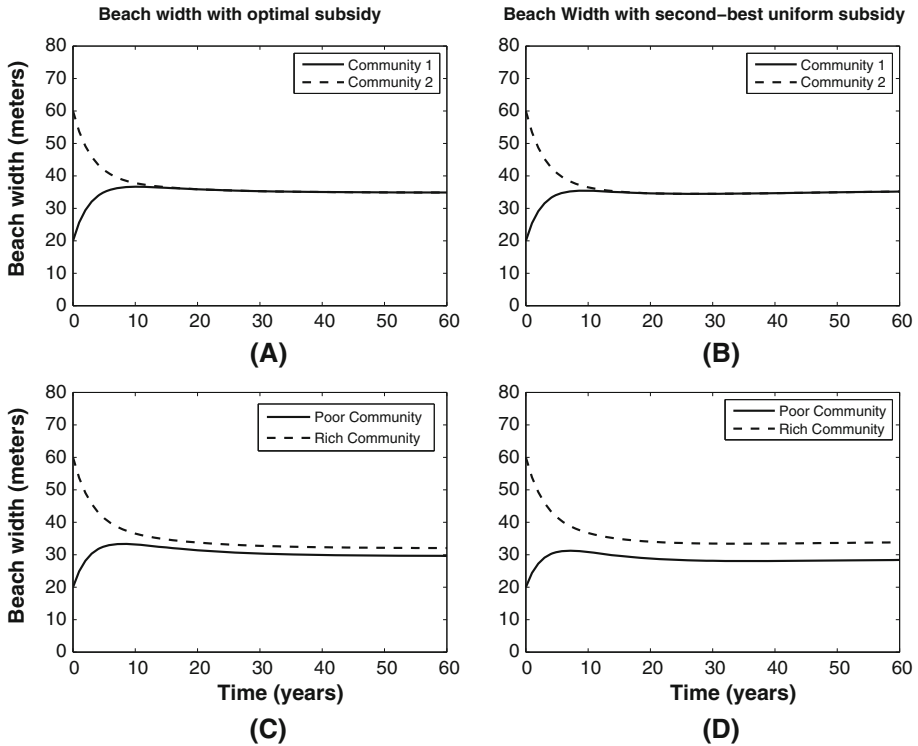 Beach width with optimal subsidy
Beach width (meters)
80
70
60
50
40
30
20
10
0
Community 1
Community 2
0 10 20 30 40 50 60
(A)
Beach Width with second-best uniform subsidy
80
70
60
50
40
30
20
10
0
Community 1
Community 2
0 10 20 30 40 50 60
(B)
Beach width (meters)
80
70
60
50
40
30
20
10
0
Poor Community
Rich Community
0 10 20 30 40 50 60
Time (years)
(C)
80
70
60
50
40
30
20
10
0
Poor Community
Rich Community
0 10 20 30 40 50 60
Time (years)
(D)